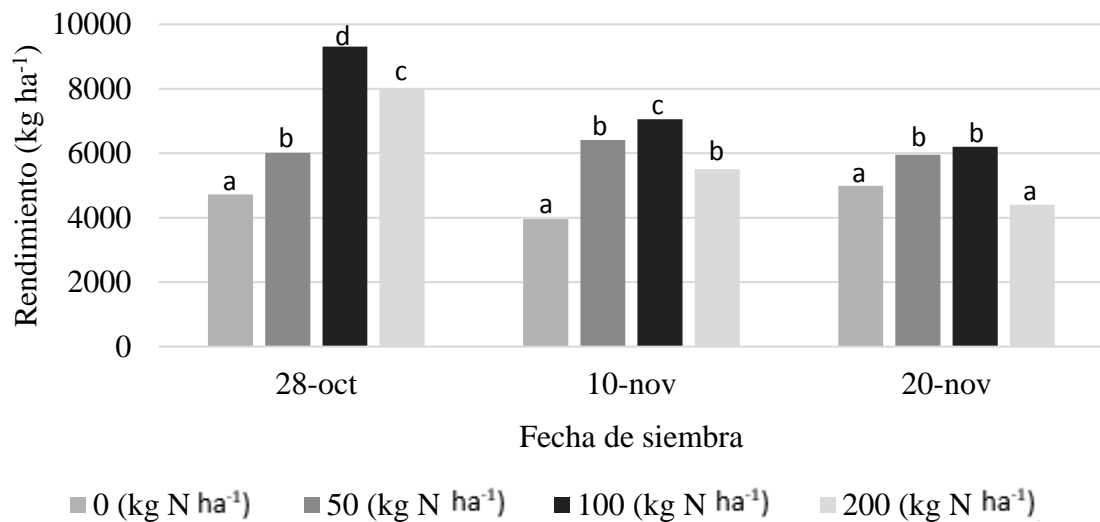 Rendimiento (kg ha⁻¹)
10000
8000
6000
4000
2000
0
a
b
d
c
a
b
c
b
a
b
b
a
28-oct 10-nov 20-nov
Fecha de siembra
0 (kg N ha⁻¹) 50 (kg N ha⁻¹) 100 (kg N ha⁻¹) 200 (kg N ha⁻¹)